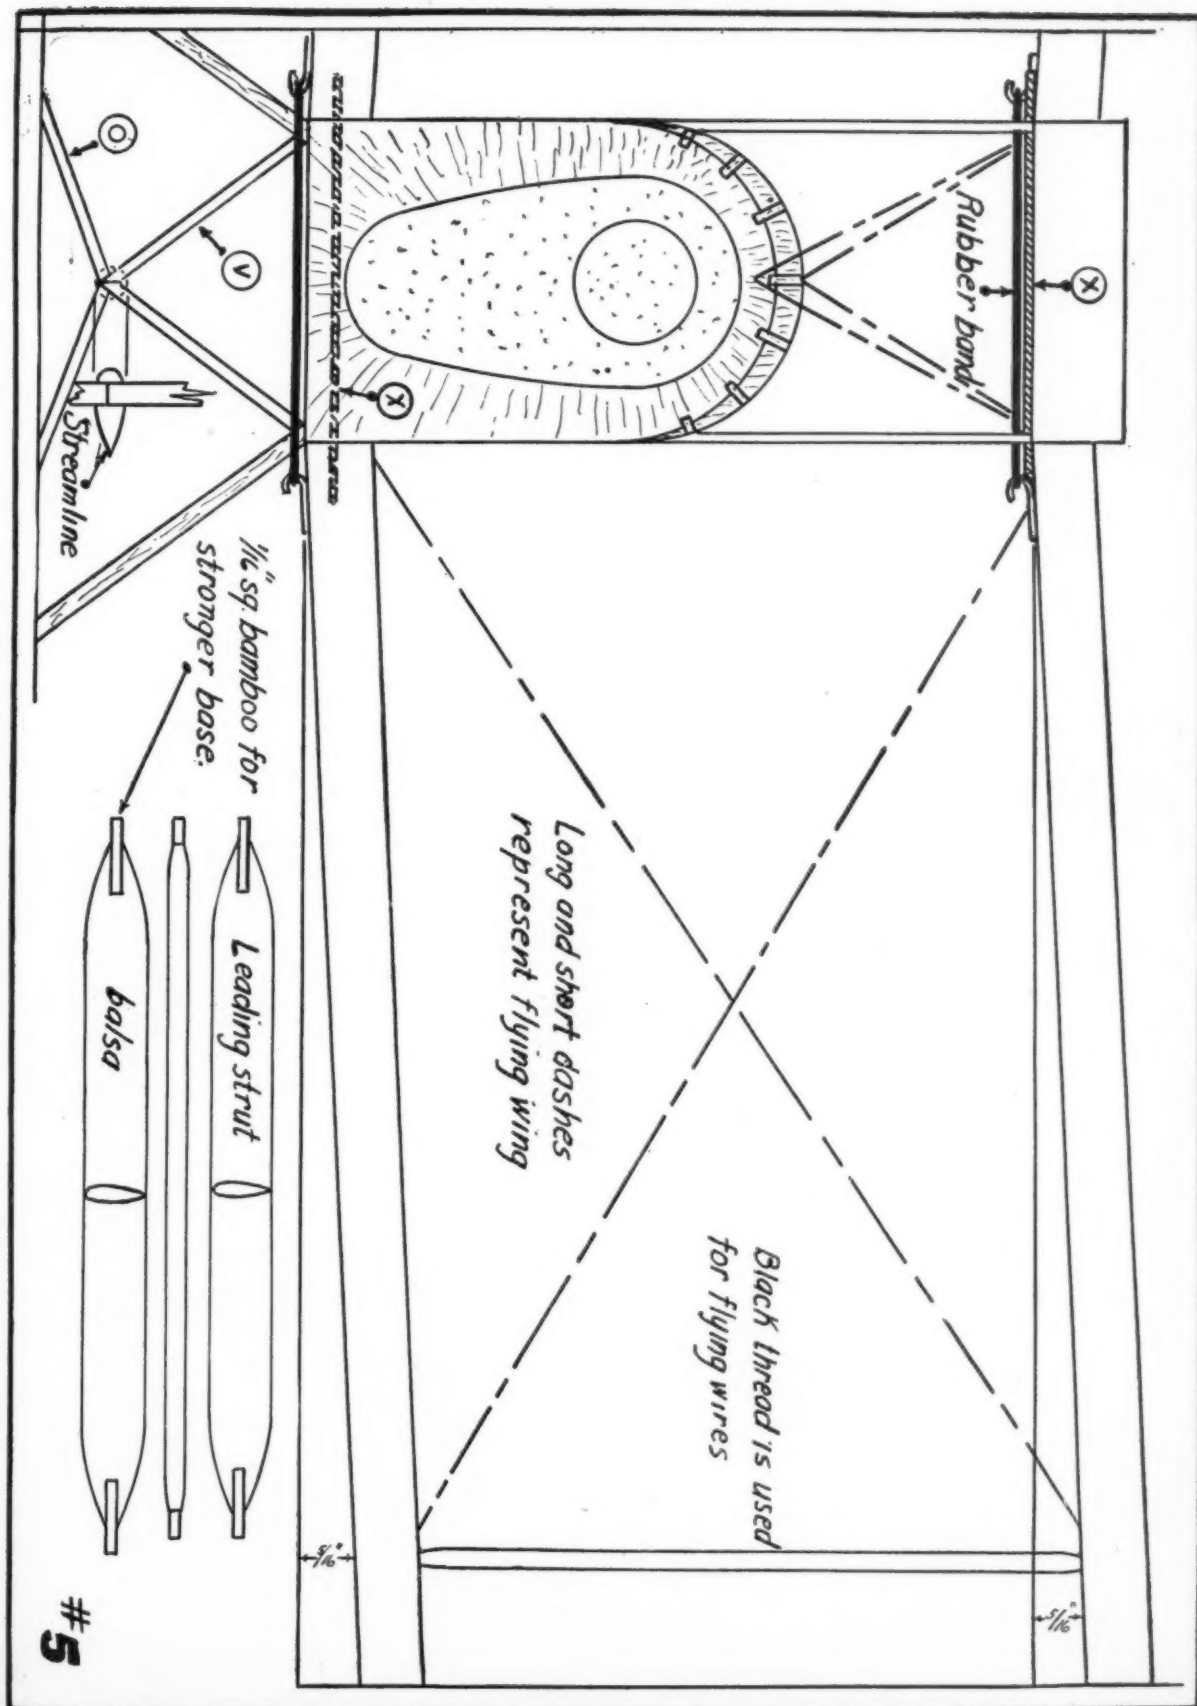 X
Rubber band
O
V
X
Streamline
Long and short dashes
represent flying wing
Black thread is used
for flying wires
1/16" sq. bamboo for
stronger base.
Leading strut
balsa
5/16"
5/16"
#5